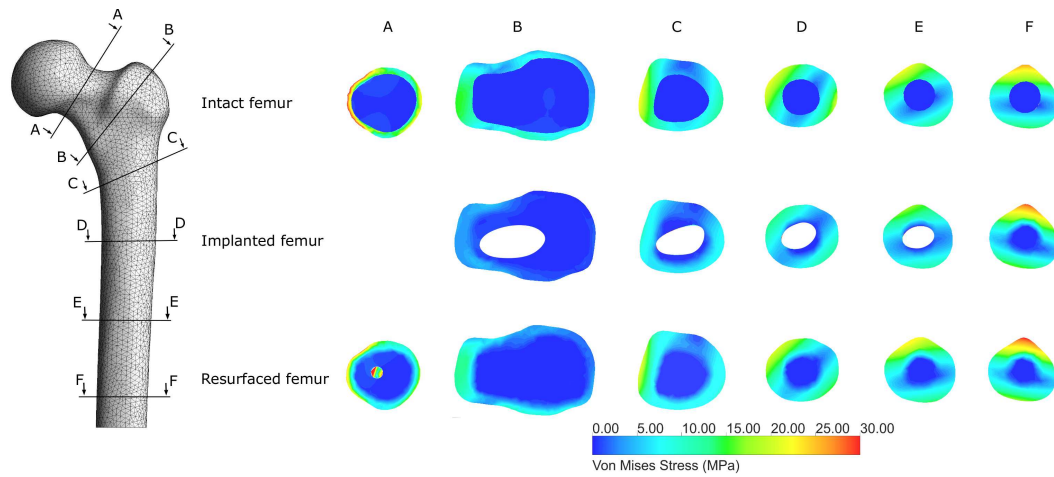 A
B
A
B
C
C
D
D
E
E
F
F
A
B
C
D
E
F
Intact femur
Implanted femur
Resurfaced femur
0.00 5.00 10.00 15.00 20.00 25.00 30.00
Von Mises Stress (MPa)